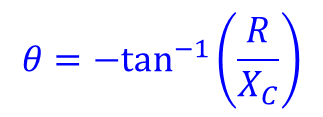 θ = −tan⁻¹(R/X_C)